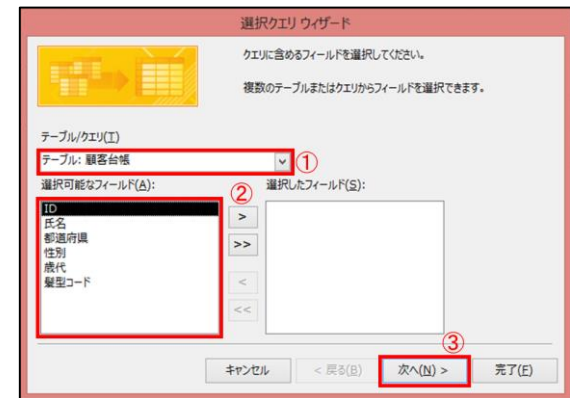 選択クエリ ウィザード
クエリに含めるフィールドを選択してください。
複数のテーブルまたはクエリからフィールドを選択できます。
テーブル/クエリ(T)
テーブル: 顧客台帳
①
選択可能なフィールド(A):
②
選択したフィールド(S):
ID
氏名
都道府県
性別
歳代
髪型コード
>
>>
<
<<
③
キャンセル
< 戻る(B)
次へ(N) >
完了(F)